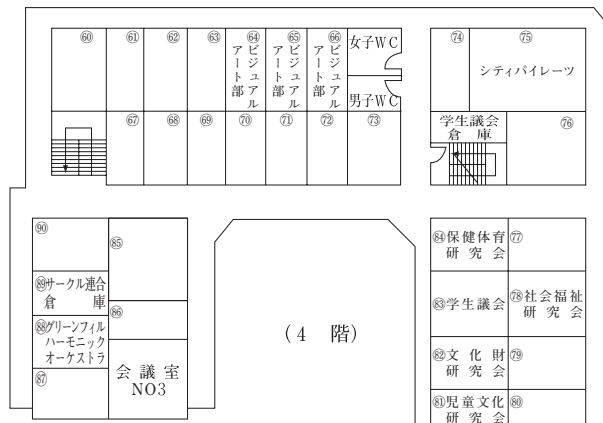 60
61
62
63
64
ビジュアル
アート部
65
ビジュアル
アート部
66
ビジュアル
アート部
女子WC
男子WC
67
68
69
70
71
72
73
74
75
シティパイレーツ
学生議会
倉庫
76
90
85
89サークル連合
倉庫
86
88グリーンフィル
ハーモニック
オーケストラ
87
会議室
NO3
(4 階)
84保健体育
研究会
77
83学生議会
78社会福祉
研究会
82文化財
研究会
79
81児童文化
研究会
80